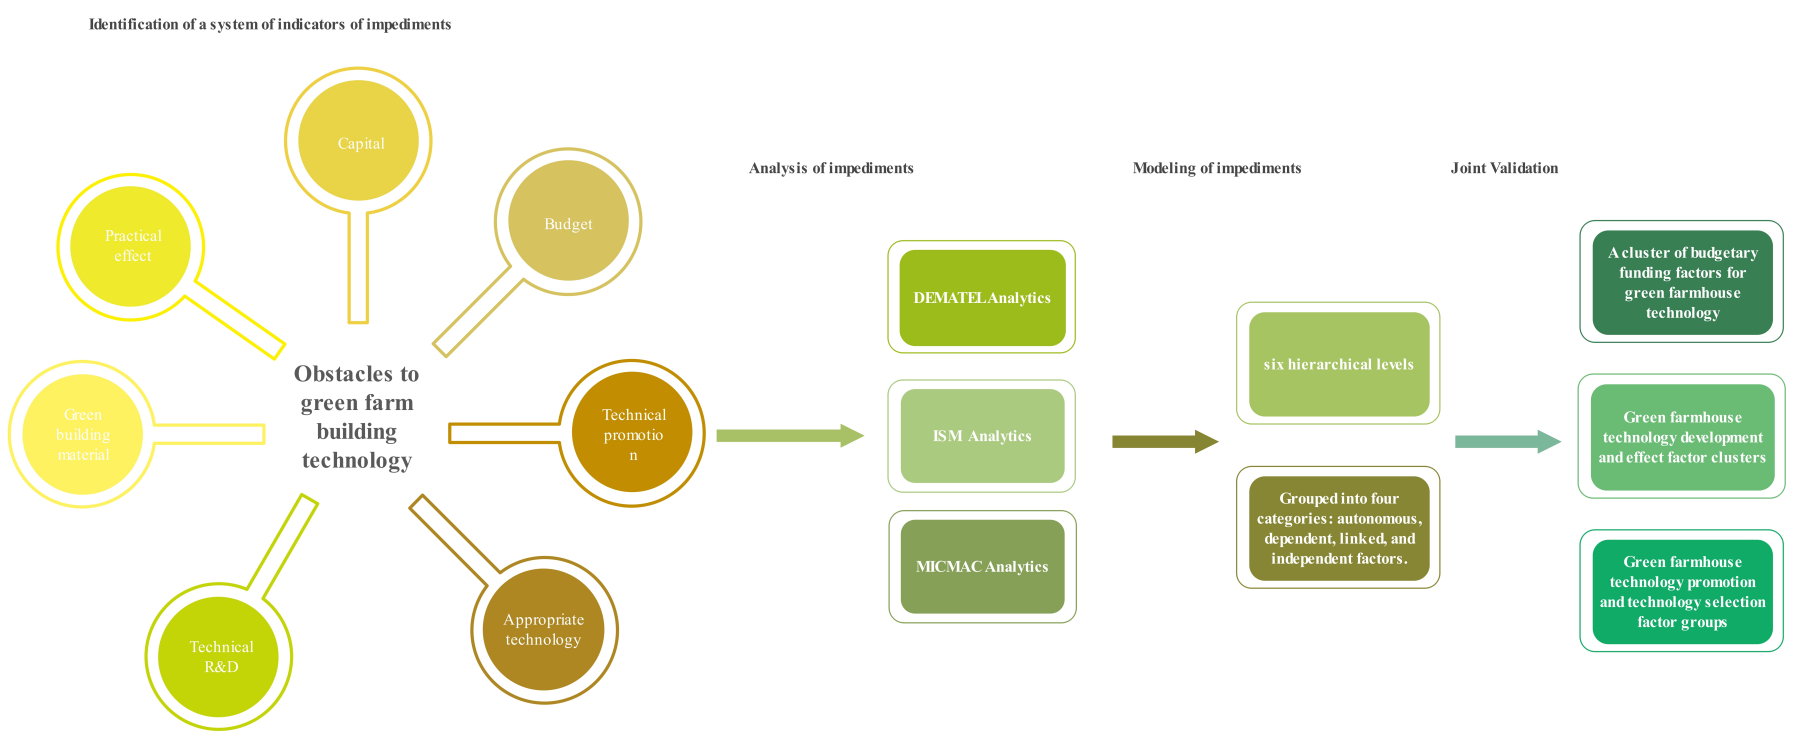 Identification of a system of indicators of impediments
Capital
Budget
Practical
effect
Green
building
material
Obstacles to
green farm
building
technology
Technical
promotio
n
Technical
R&D
Appropriate
technology
Analysis of impediments
DEMATEL Analytics
ISM Analytics
MICMAC Analytics
Modeling of impediments
six hierarchical levels
Grouped into four
categories: autonomous,
dependent, linked, and
independent factors.
Joint Validation
A cluster of budgetary
funding factors for
green farmhouse
technology
Green farmhouse
technology development
and effect factor clusters
Green farmhouse
technology promotion
and technology selection
factor groups